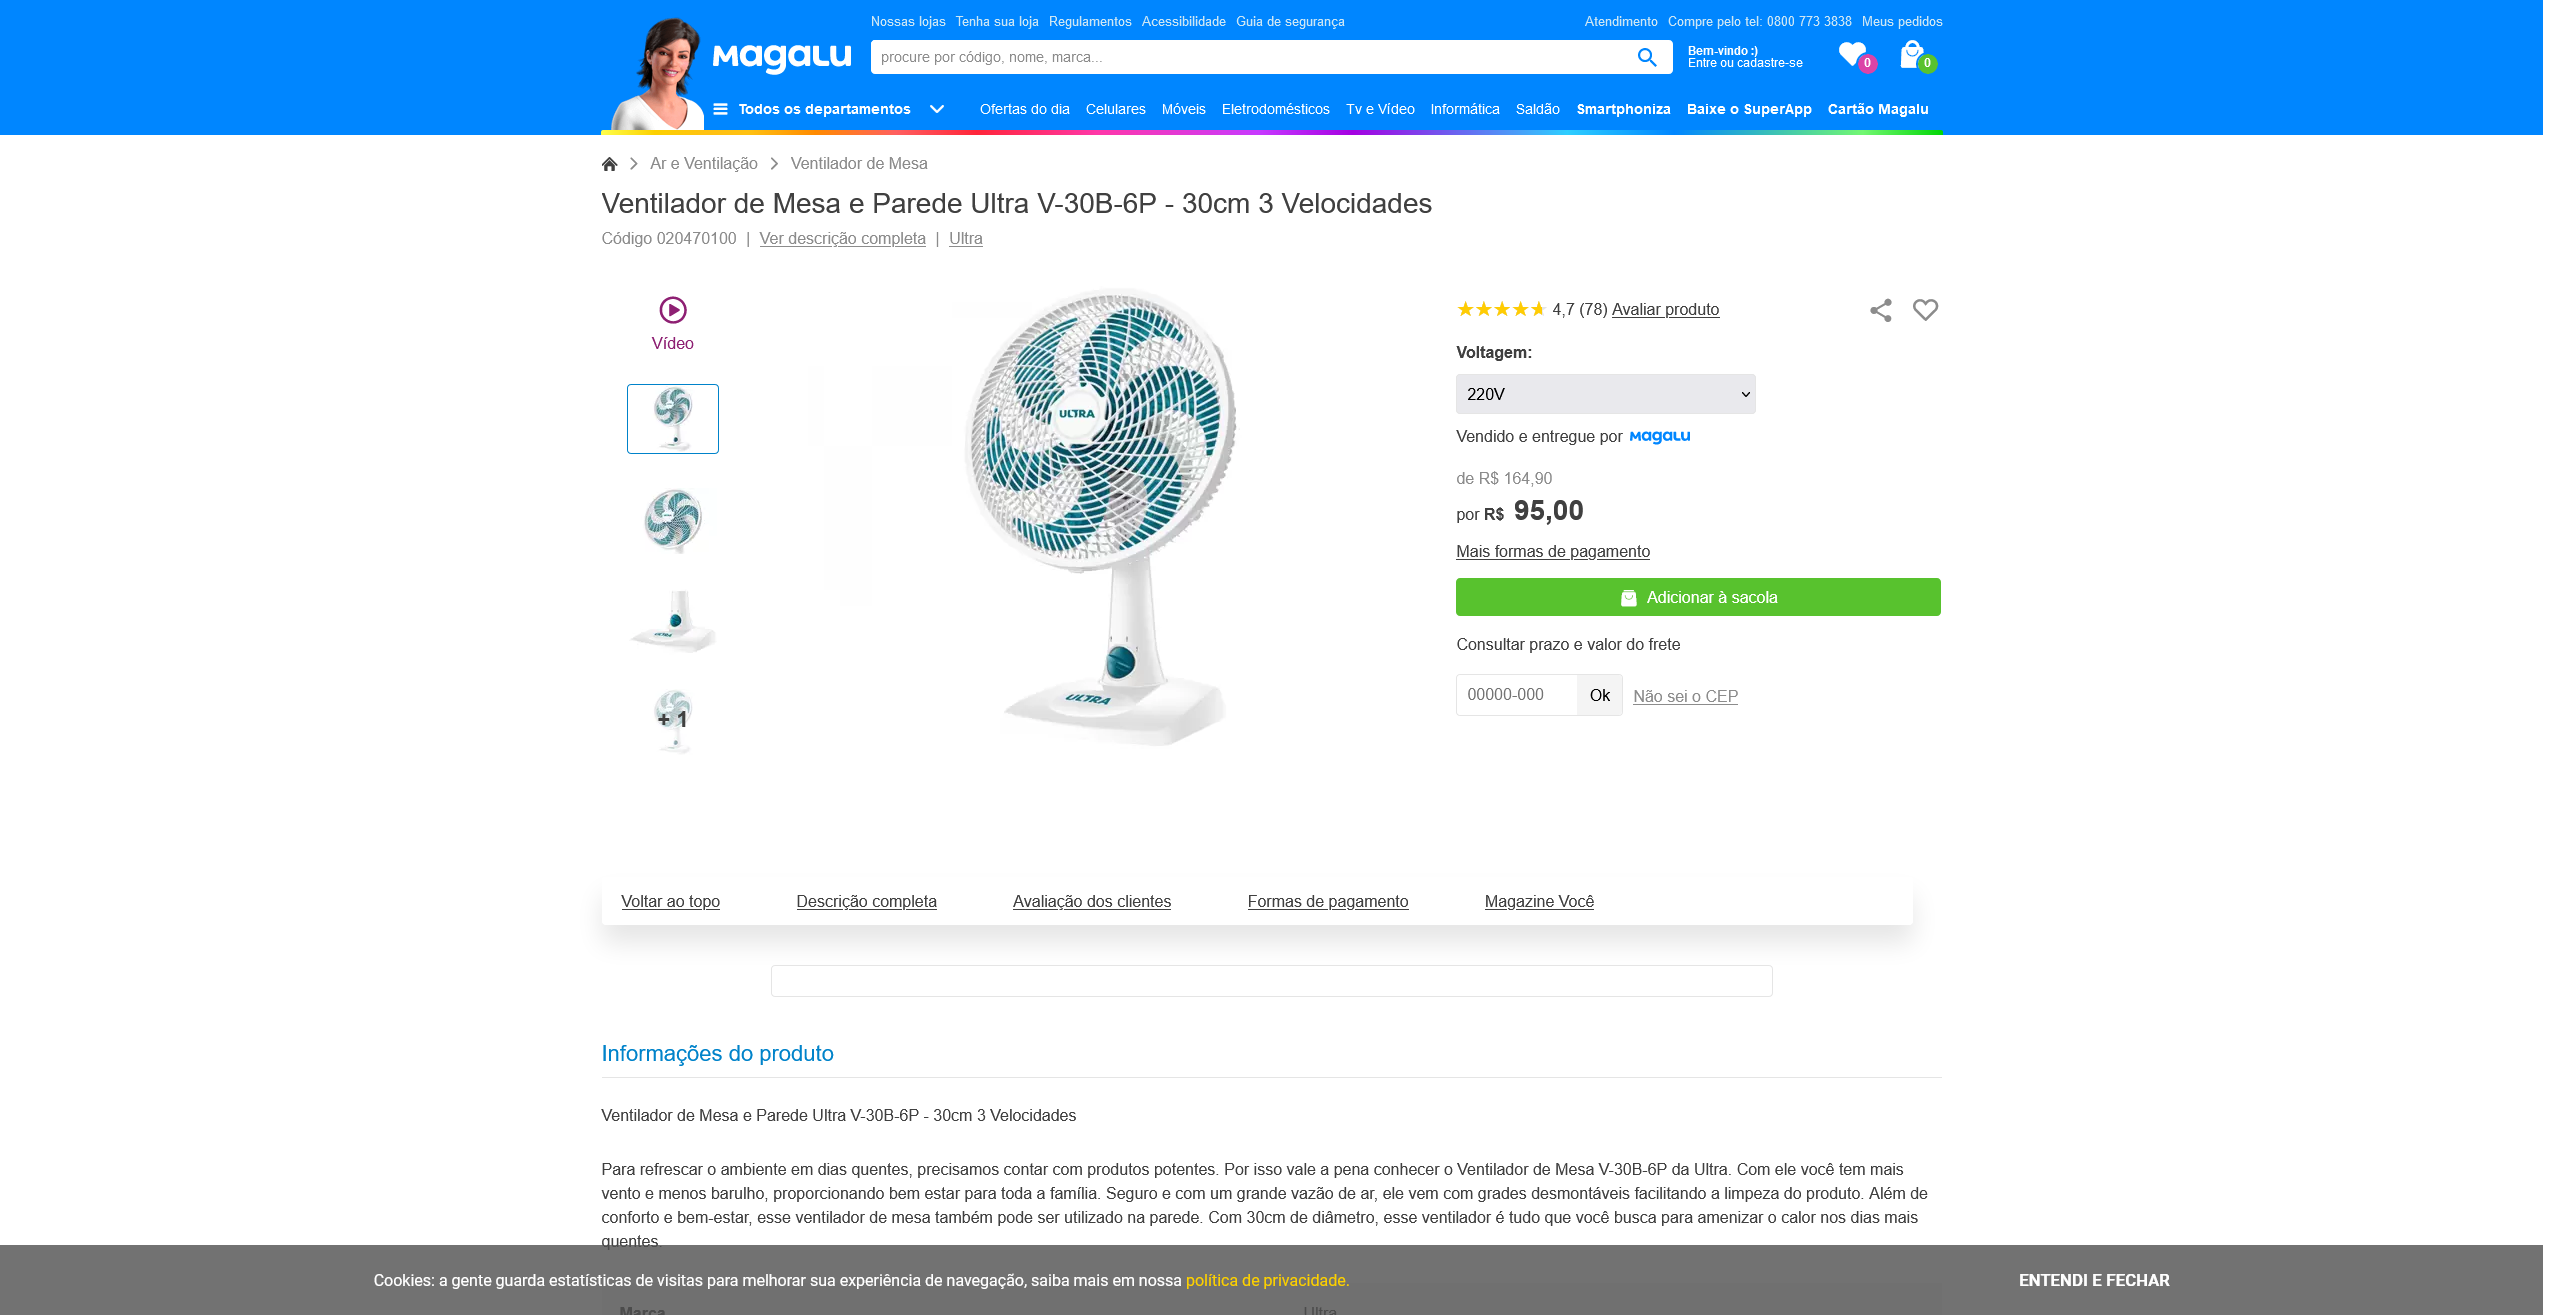 Nossas lojas Tenha sua loja Regulamentos Acessibilidade Guia de segurança Atendimento Compre pelo tel: 0800 773 3838 Meus pedidos
Magalu
procure por código, nome, marca...
Bem-vindo :)
Entre ou cadastre-se
0
0
Todos os departamentos Ofertas do dia Celulares Móveis Eletrodomésticos Tv e Vídeo Informática Saldão Smartphoniza Baixe o SuperApp Cartão Magalu
Ar e Ventilação Ventilador de Mesa
Ventilador de Mesa e Parede Ultra V-30B-6P - 30cm 3 Velocidades
Código 020470100 | Ver descrição completa | Ultra
Vídeo
+ 1
ULTRA
ULTRA
4,7 (78) Avaliar produto
Voltagem:
220V
Vendido e entregue por Magalu
de R$ 164,90
por R$ 95,00
Mais formas de pagamento
Adicionar à sacola
Consultar prazo e valor do frete
00000-000 Ok Não sei o CEP
Voltar ao topo Descrição completa Avaliação dos clientes Formas de pagamento Magazine Você
Informações do produto
Ventilador de Mesa e Parede Ultra V-30B-6P - 30cm 3 Velocidades
Para refrescar o ambiente em dias quentes, precisamos contar com produtos potentes. Por isso vale a pena conhecer o Ventilador de Mesa V-30B-6P da Ultra. Com ele você tem mais
vento e menos barulho, proporcionando bem estar para toda a família. Seguro e com um grande vazão de ar, ele vem com grades desmontáveis facilitando a limpeza do produto. Além de
conforto e bem-estar, esse ventilador de mesa também pode ser utilizado na parede. Com 30cm de diâmetro, esse ventilador é tudo que você busca para amenizar o calor nos dias mais
quentes.
Cookies: a gente guarda estatísticas de visitas para melhorar sua experiência de navegação, saiba mais em nossa política de privacidade. ENTENDI E FECHAR
Marca Ultra